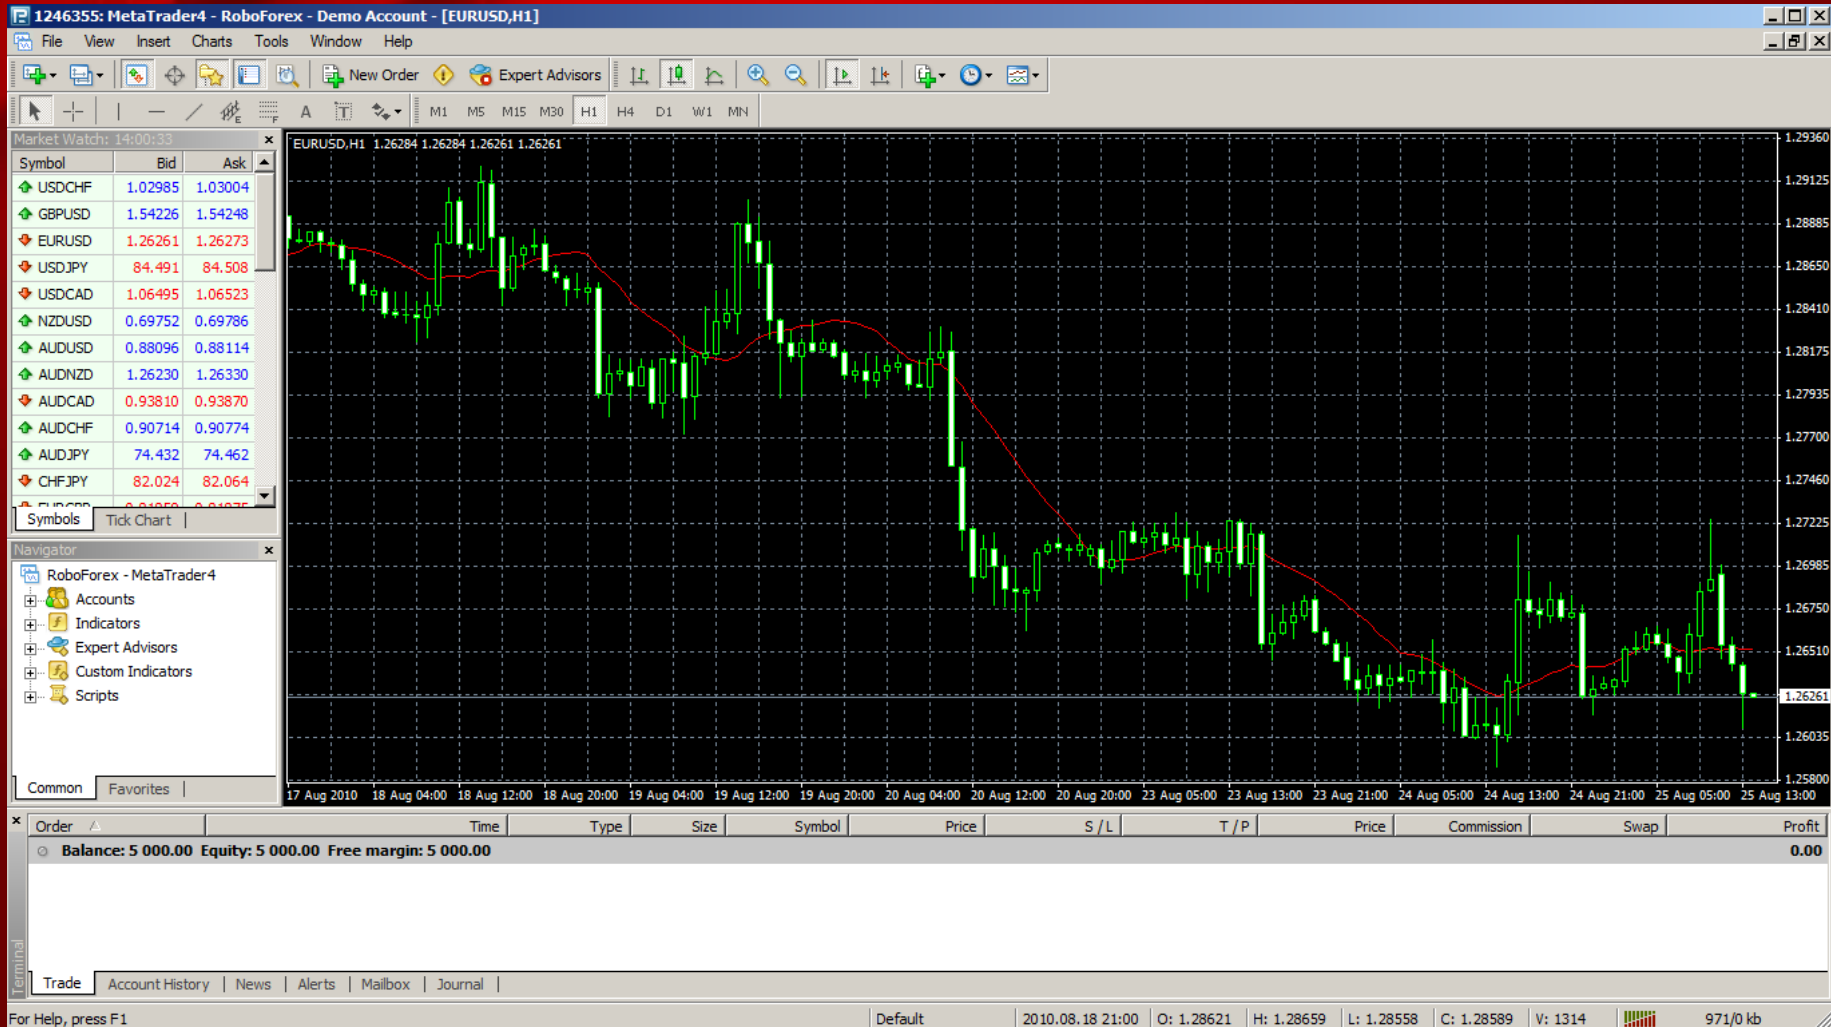 1246355: MetaTrader4 - RoboForex - Demo Account - [EURUSD,H1]
File View Insert Charts Tools Window Help
New Order Expert Advisors
E F A T M1 M5 M15 M30 H1 H4 D1 W1 MN
Market Watch: 14:00:33
Symbol Bid Ask
USDCHF 1.02985 1.03004
GBPUSD 1.54226 1.54248
EURUSD 1.26261 1.26273
USDJPY 84.491 84.508
USDCAD 1.06495 1.06523
NZDUSD 0.69752 0.69786
AUDUSD 0.88096 0.88114
AUDNZD 1.26230 1.26330
AUDCAD 0.93810 0.93870
AUDCHF 0.90714 0.90774
AUDJPY 74.432 74.462
CHFJPY 82.024 82.064
Symbols Tick Chart
Navigator
RoboForex - MetaTrader4
Accounts
Indicators
Expert Advisors
Custom Indicators
Scripts
Common Favorites
EURUSD,H1 1.26284 1.26284 1.26261 1.26261
1.29360
1.29125
1.28885
1.28650
1.28410
1.28175
1.27935
1.27700
1.27460
1.27225
1.26985
1.26750
1.26510
1.26261
1.26035
1.25800
17 Aug 2010 18 Aug 04:00 18 Aug 12:00 18 Aug 20:00 19 Aug 04:00 19 Aug 12:00 19 Aug 20:00 20 Aug 04:00 20 Aug 12:00 20 Aug 20:00 23 Aug 05:00 23 Aug 13:00 23 Aug 21:00 24 Aug 05:00 24 Aug 13:00 24 Aug 21:00 25 Aug 05:00 25 Aug 13:00
Order Time Type Size Symbol Price S / L T / P Price Commission Swap Profit
Balance: 5 000.00 Equity: 5 000.00 Free margin: 5 000.00 0.00
Terminal
Trade Account History News Alerts Mailbox Journal
For Help, press F1 Default 2010.08.18 21:00 O: 1.28621 H: 1.28659 L: 1.28558 C: 1.28589 V: 1314 971/0 kb